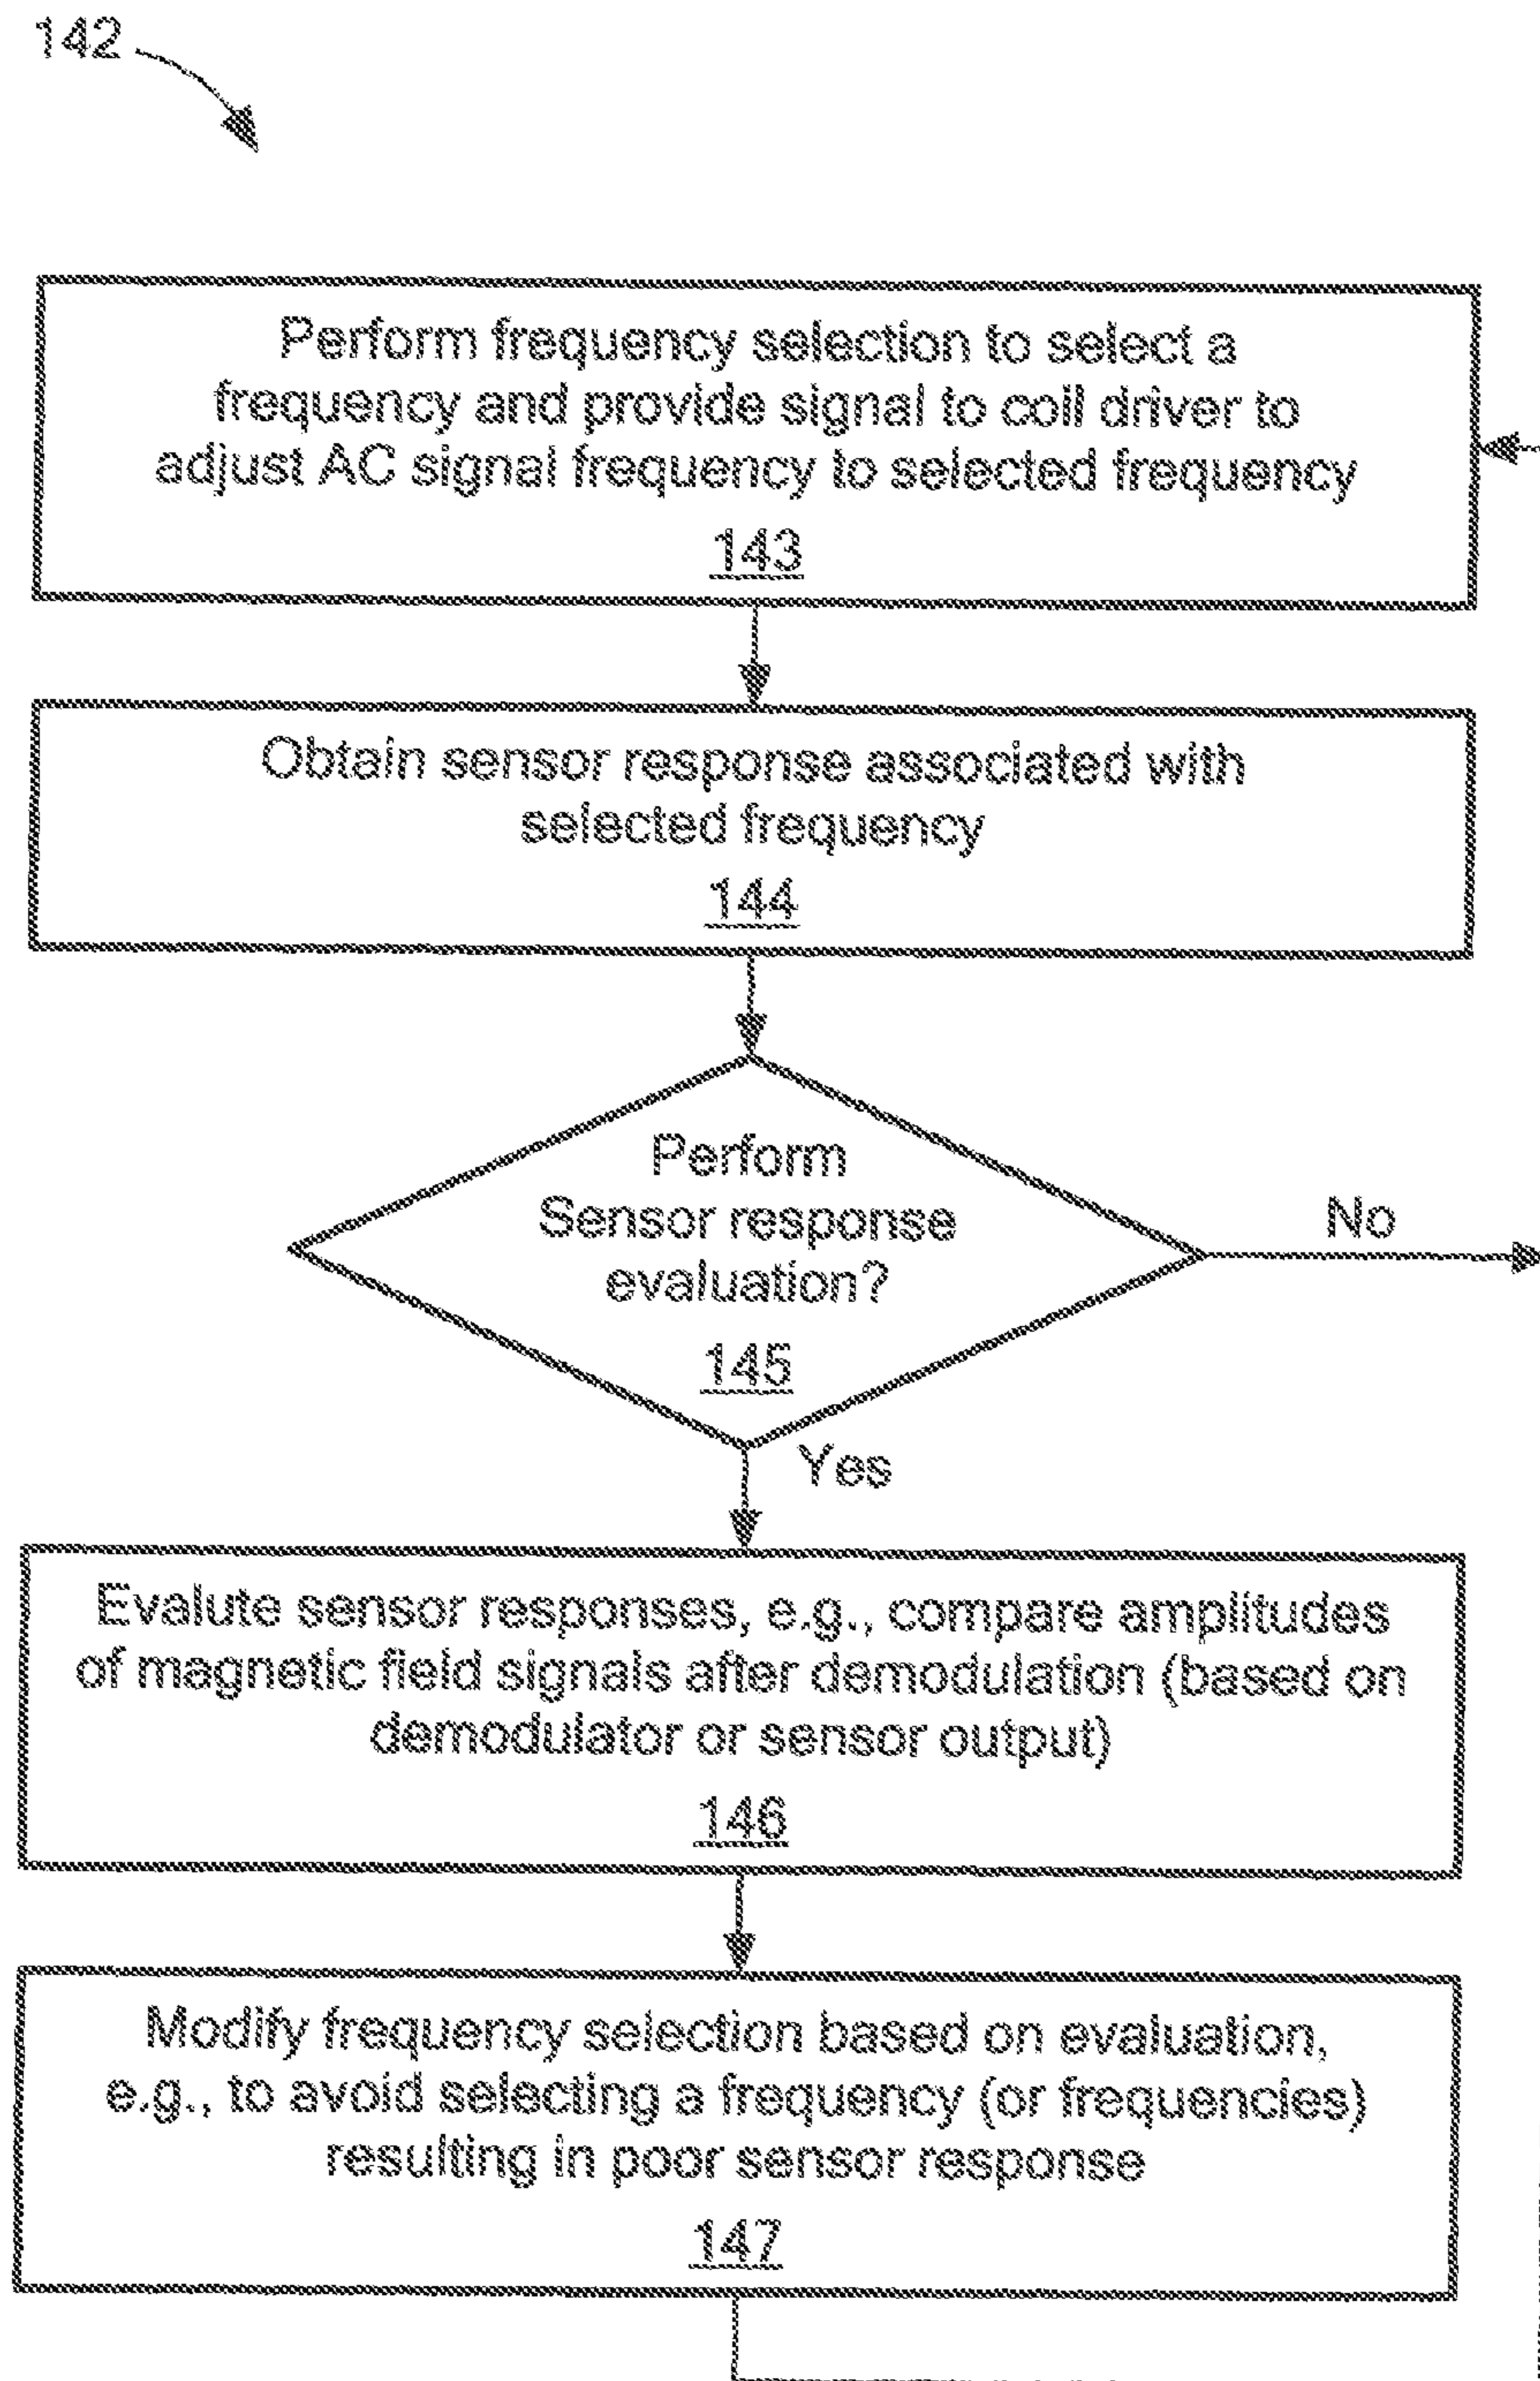 142
Perform frequency selection to select a
frequency and provide signal to coil driver to
adjust AC signal frequency to selected frequency
143
Obtain sensor response associated with
selected frequency
144
Perform
Sensor response
evaluation?
145
No
Yes
Evalute sensor responses, e.g., compare amplitudes
of magnetic field signals after demodulation (based on
demodulator or sensor output)
146
Modify frequency selection based on evaluation,
e.g., to avoid selecting a frequency (or frequencies)
resulting in poor sensor response
147